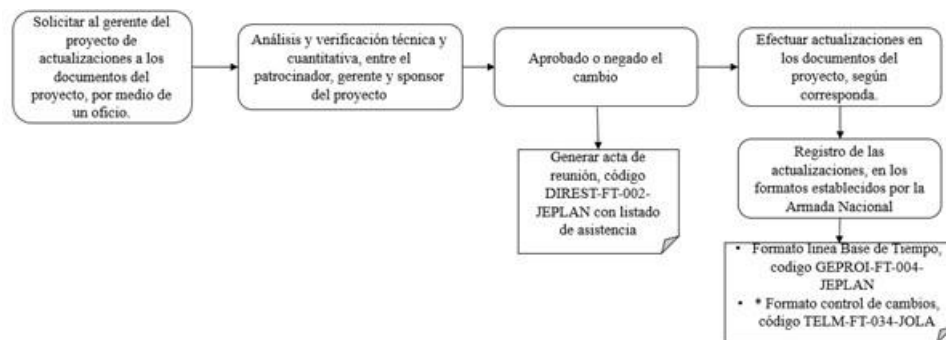 Solicitar al gerente del
proyecto de
actualizaciones a los
documentos del
proyecto, por medio de
un oficio.
Análisis y verificación técnica y
cuantitativa, entre el
patrocinador, gerente y sponsor
del proyecto
Aprobado o negado el
cambio
Efectuar actualizaciones en
los documentos del
proyecto, según
corresponda.
Generar acta de
reunión, código
DIREST-FT-002-
JEPLAN con listado
de asistencia
Registro de las
actualizaciones, en los
formatos establecidos por la
Armada Nacional
• Formato linea Base de Tiempo,
codigo GEPROI-FT-004-
JEPLAN
• * Formato control de cambios,
código TELM-FT-034-JOLA